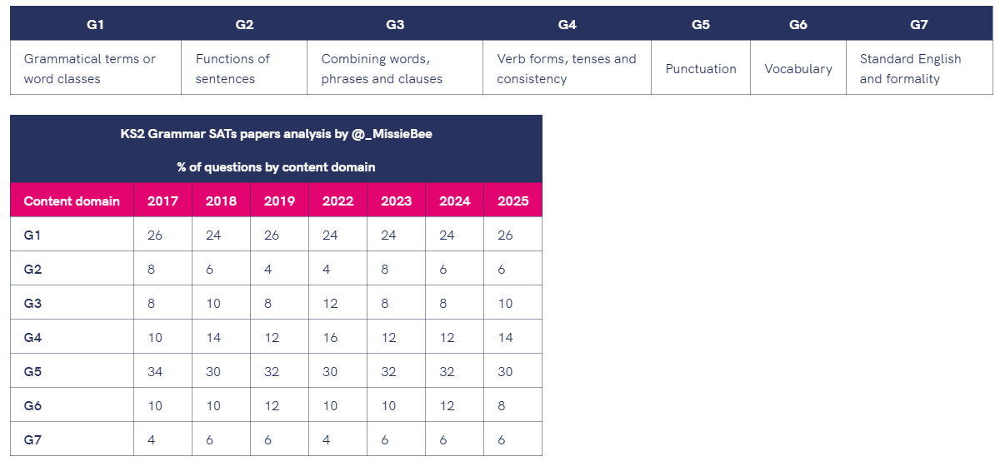 G1 G2 G3 G4 G5 G6 G7
Grammatical terms or word classes Functions of sentences Combining words, phrases and clauses Verb forms, tenses and consistency Punctuation Vocabulary Standard English and formality
KS2 Grammar SATs papers analysis by @_MissieBee
% of questions by content domain
Content domain 2017 2018 2019 2022 2023 2024 2025
G1 26 24 26 24 24 24 26
G2 8 6 4 4 8 6 6
G3 8 10 8 12 8 8 10
G4 10 14 12 16 12 12 14
G5 34 30 32 30 32 32 30
G6 10 10 12 10 10 12 8
G7 4 6 6 4 6 6 6